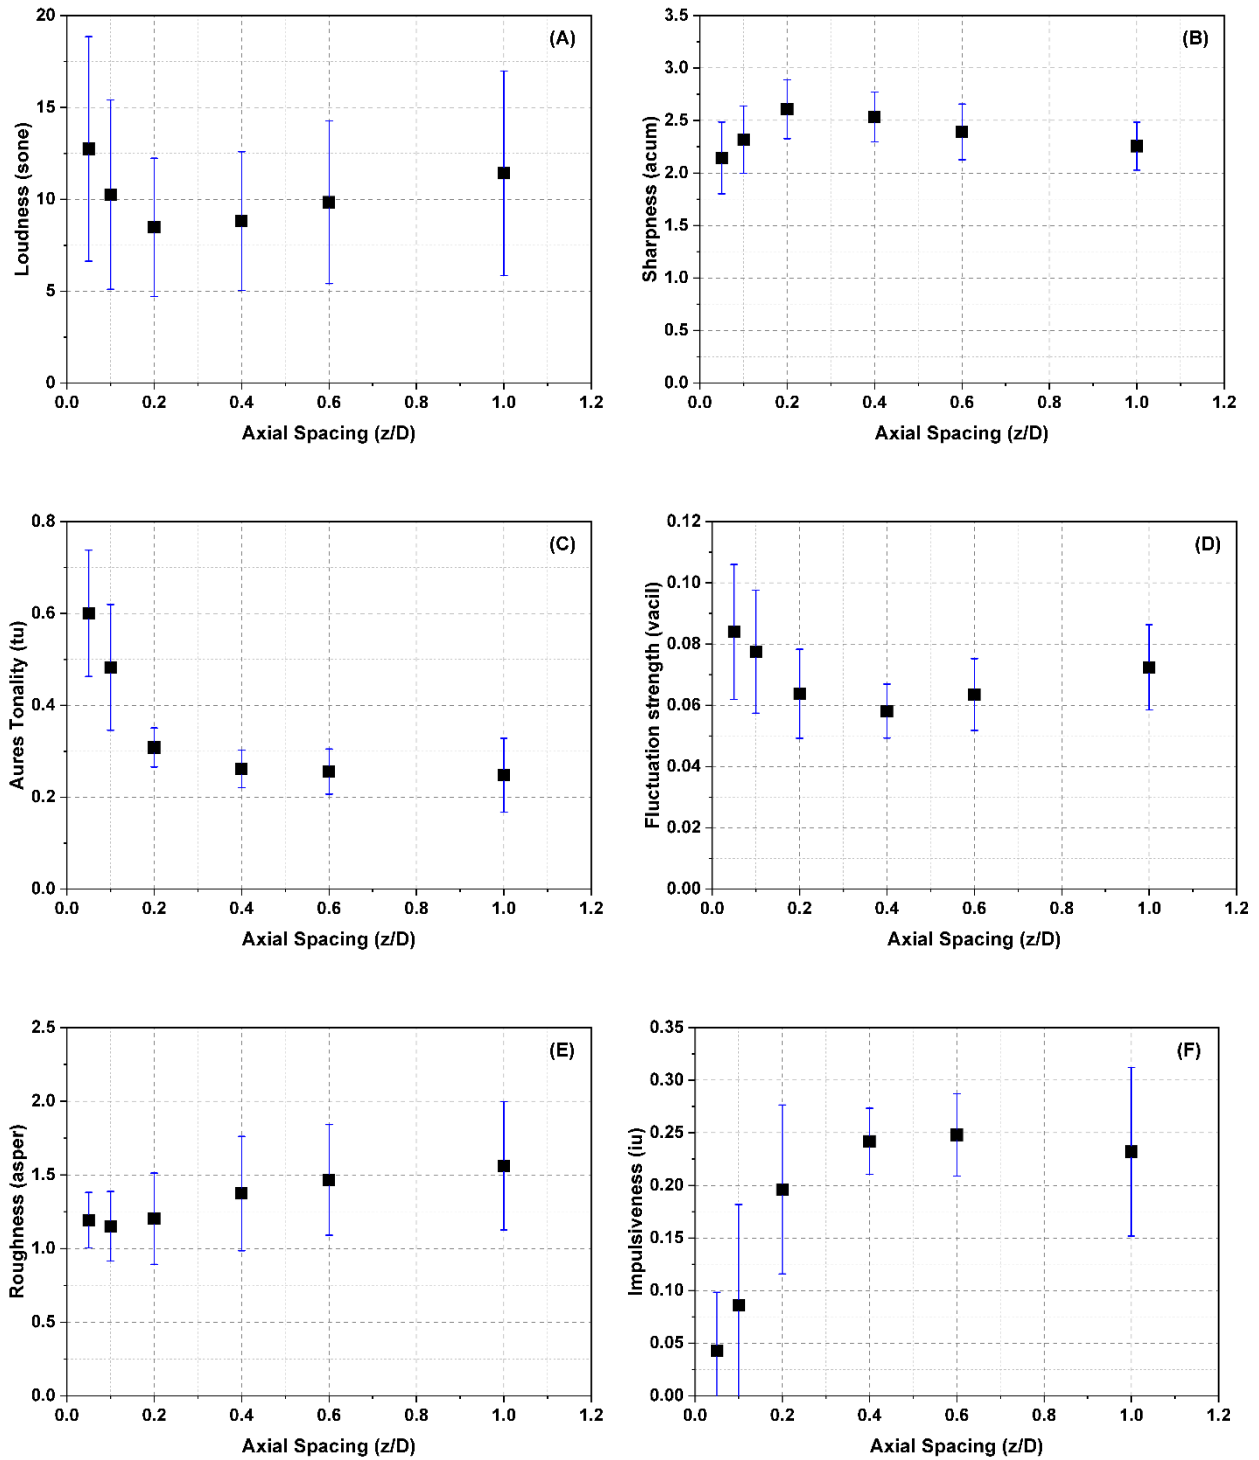 (A)
Loudness (sone)
20
15
10
5
0
0.0 0.2 0.4 0.6 0.8 1.0 1.2
Axial Spacing (z/D)
(B)
Sharpness (acum)
3.5
3.0
2.5
2.0
1.5
1.0
0.5
0.0
0.0 0.2 0.4 0.6 0.8 1.0 1.2
Axial Spacing (z/D)
(C)
Aures Tonality (tu)
0.8
0.6
0.4
0.2
0.0
0.0 0.2 0.4 0.6 0.8 1.0 1.2
Axial Spacing (z/D)
(D)
Fluctuation strength (vacil)
0.12
0.10
0.08
0.06
0.04
0.02
0.00
0.0 0.2 0.4 0.6 0.8 1.0 1.2
Axial Spacing (z/D)
(E)
Roughness (asper)
2.5
2.0
1.5
1.0
0.5
0.0
0.0 0.2 0.4 0.6 0.8 1.0 1.2
Axial Spacing (z/D)
(F)
Impulsiveness (iu)
0.35
0.30
0.25
0.20
0.15
0.10
0.05
0.00
0.0 0.2 0.4 0.6 0.8 1.0 1.2
Axial Spacing (z/D)